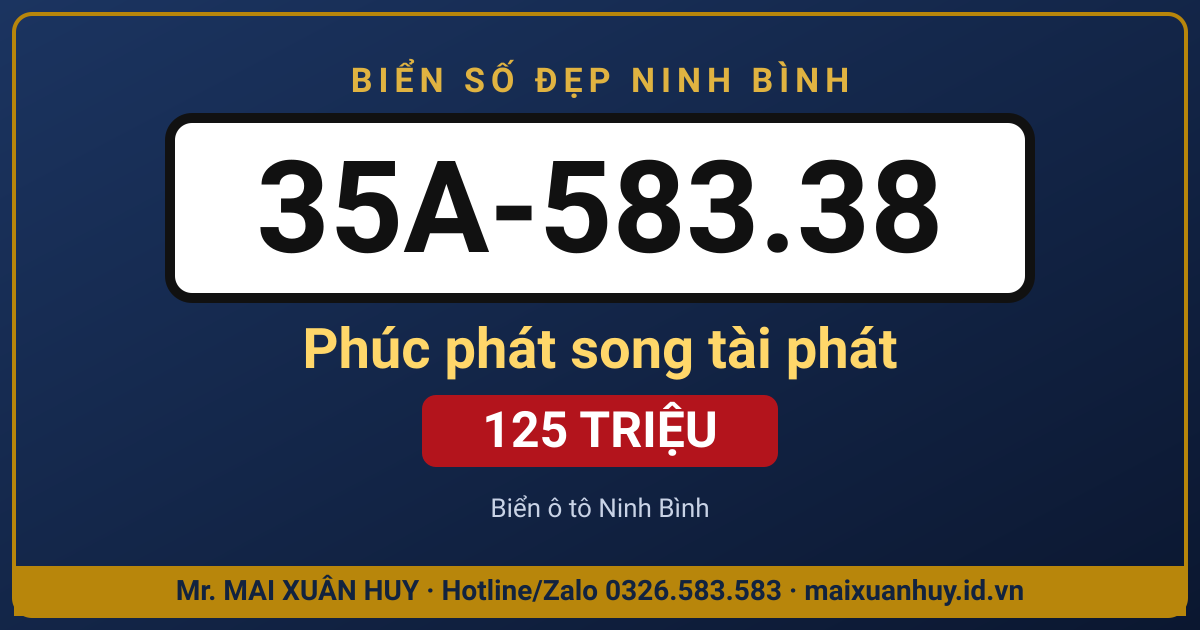 BIỂN SỐ ĐẸP NINH BÌNH
35A-583.38
Phúc phát song tài phát
125 TRIỆU
Biển ô tô Ninh Bình
Mr. MAI XUÂN HUY · Hotline/Zalo 0326.583.583 · maixuanhuy.id.vn